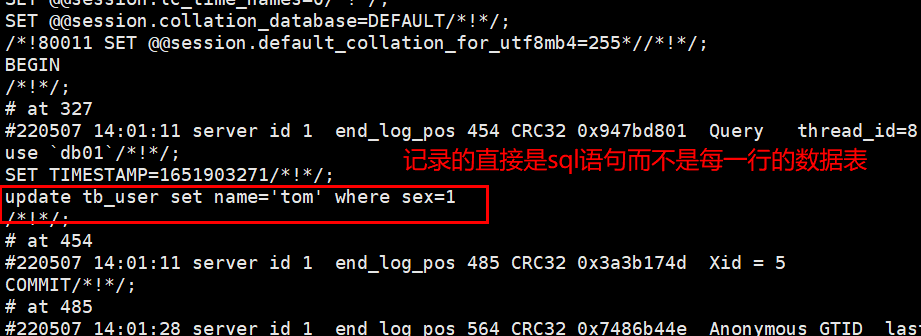 SET @@session.lc_time_names=0/*!*/;
SET @@session.collation_database=DEFAULT/*!*/;
/*!80011 SET @@session.default_collation_for_utf8mb4=255*//*!*/;
BEGIN
/*!*/;
# at 327
#220507 14:01:11 server id 1  end_log_pos 454 CRC32 0x947bd801  Query   thread_id=8
use `db01`/*!*/;
记录的直接是sql语句而不是每一行的数据表
SET TIMESTAMP=1651903271/*!*/;
update tb_user set name='tom' where sex=1
/*!*/;
# at 454
#220507 14:01:11 server id 1  end_log_pos 485 CRC32 0x3a3b174d  Xid = 5
COMMIT/*!*/;
# at 485
#220507 14:01:28 server id 1  end_log_pos 564 CRC32 0x7486b44e  Anonymous_GTID  las